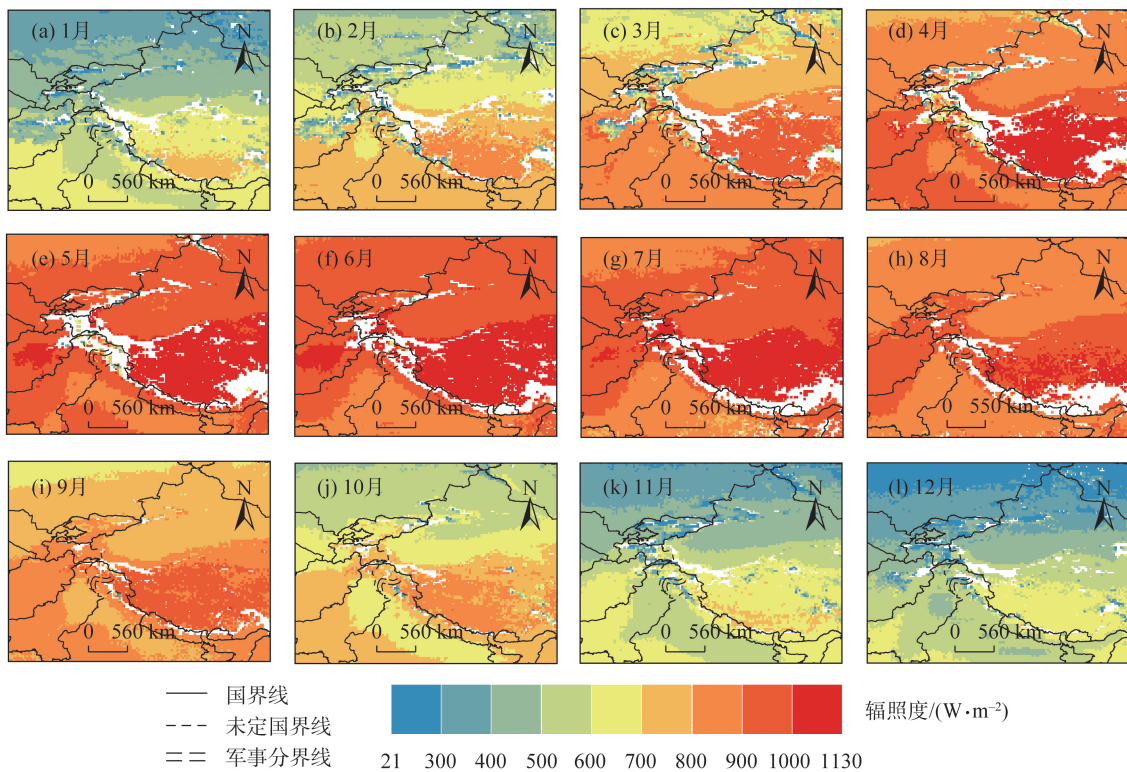 (a) 1月
N
0 560 km
(b) 2月
N
0 560 km
(c) 3月
N
0 560 km
(d) 4月
N
0 560 km
(e) 5月
N
0 560 km
(f) 6月
N
0 560 km
(g) 7月
N
0 560 km
(h) 8月
N
0 550 km
(i) 9月
N
0 560 km
(j) 10月
N
0 560 km
(k) 11月
N
0 560 km
(l) 12月
N
0 560 km
国界线
未定国界线
军事分界线
辐照度/(W·m⁻²)
21 300 400 500 600 700 800 900 1000 1130